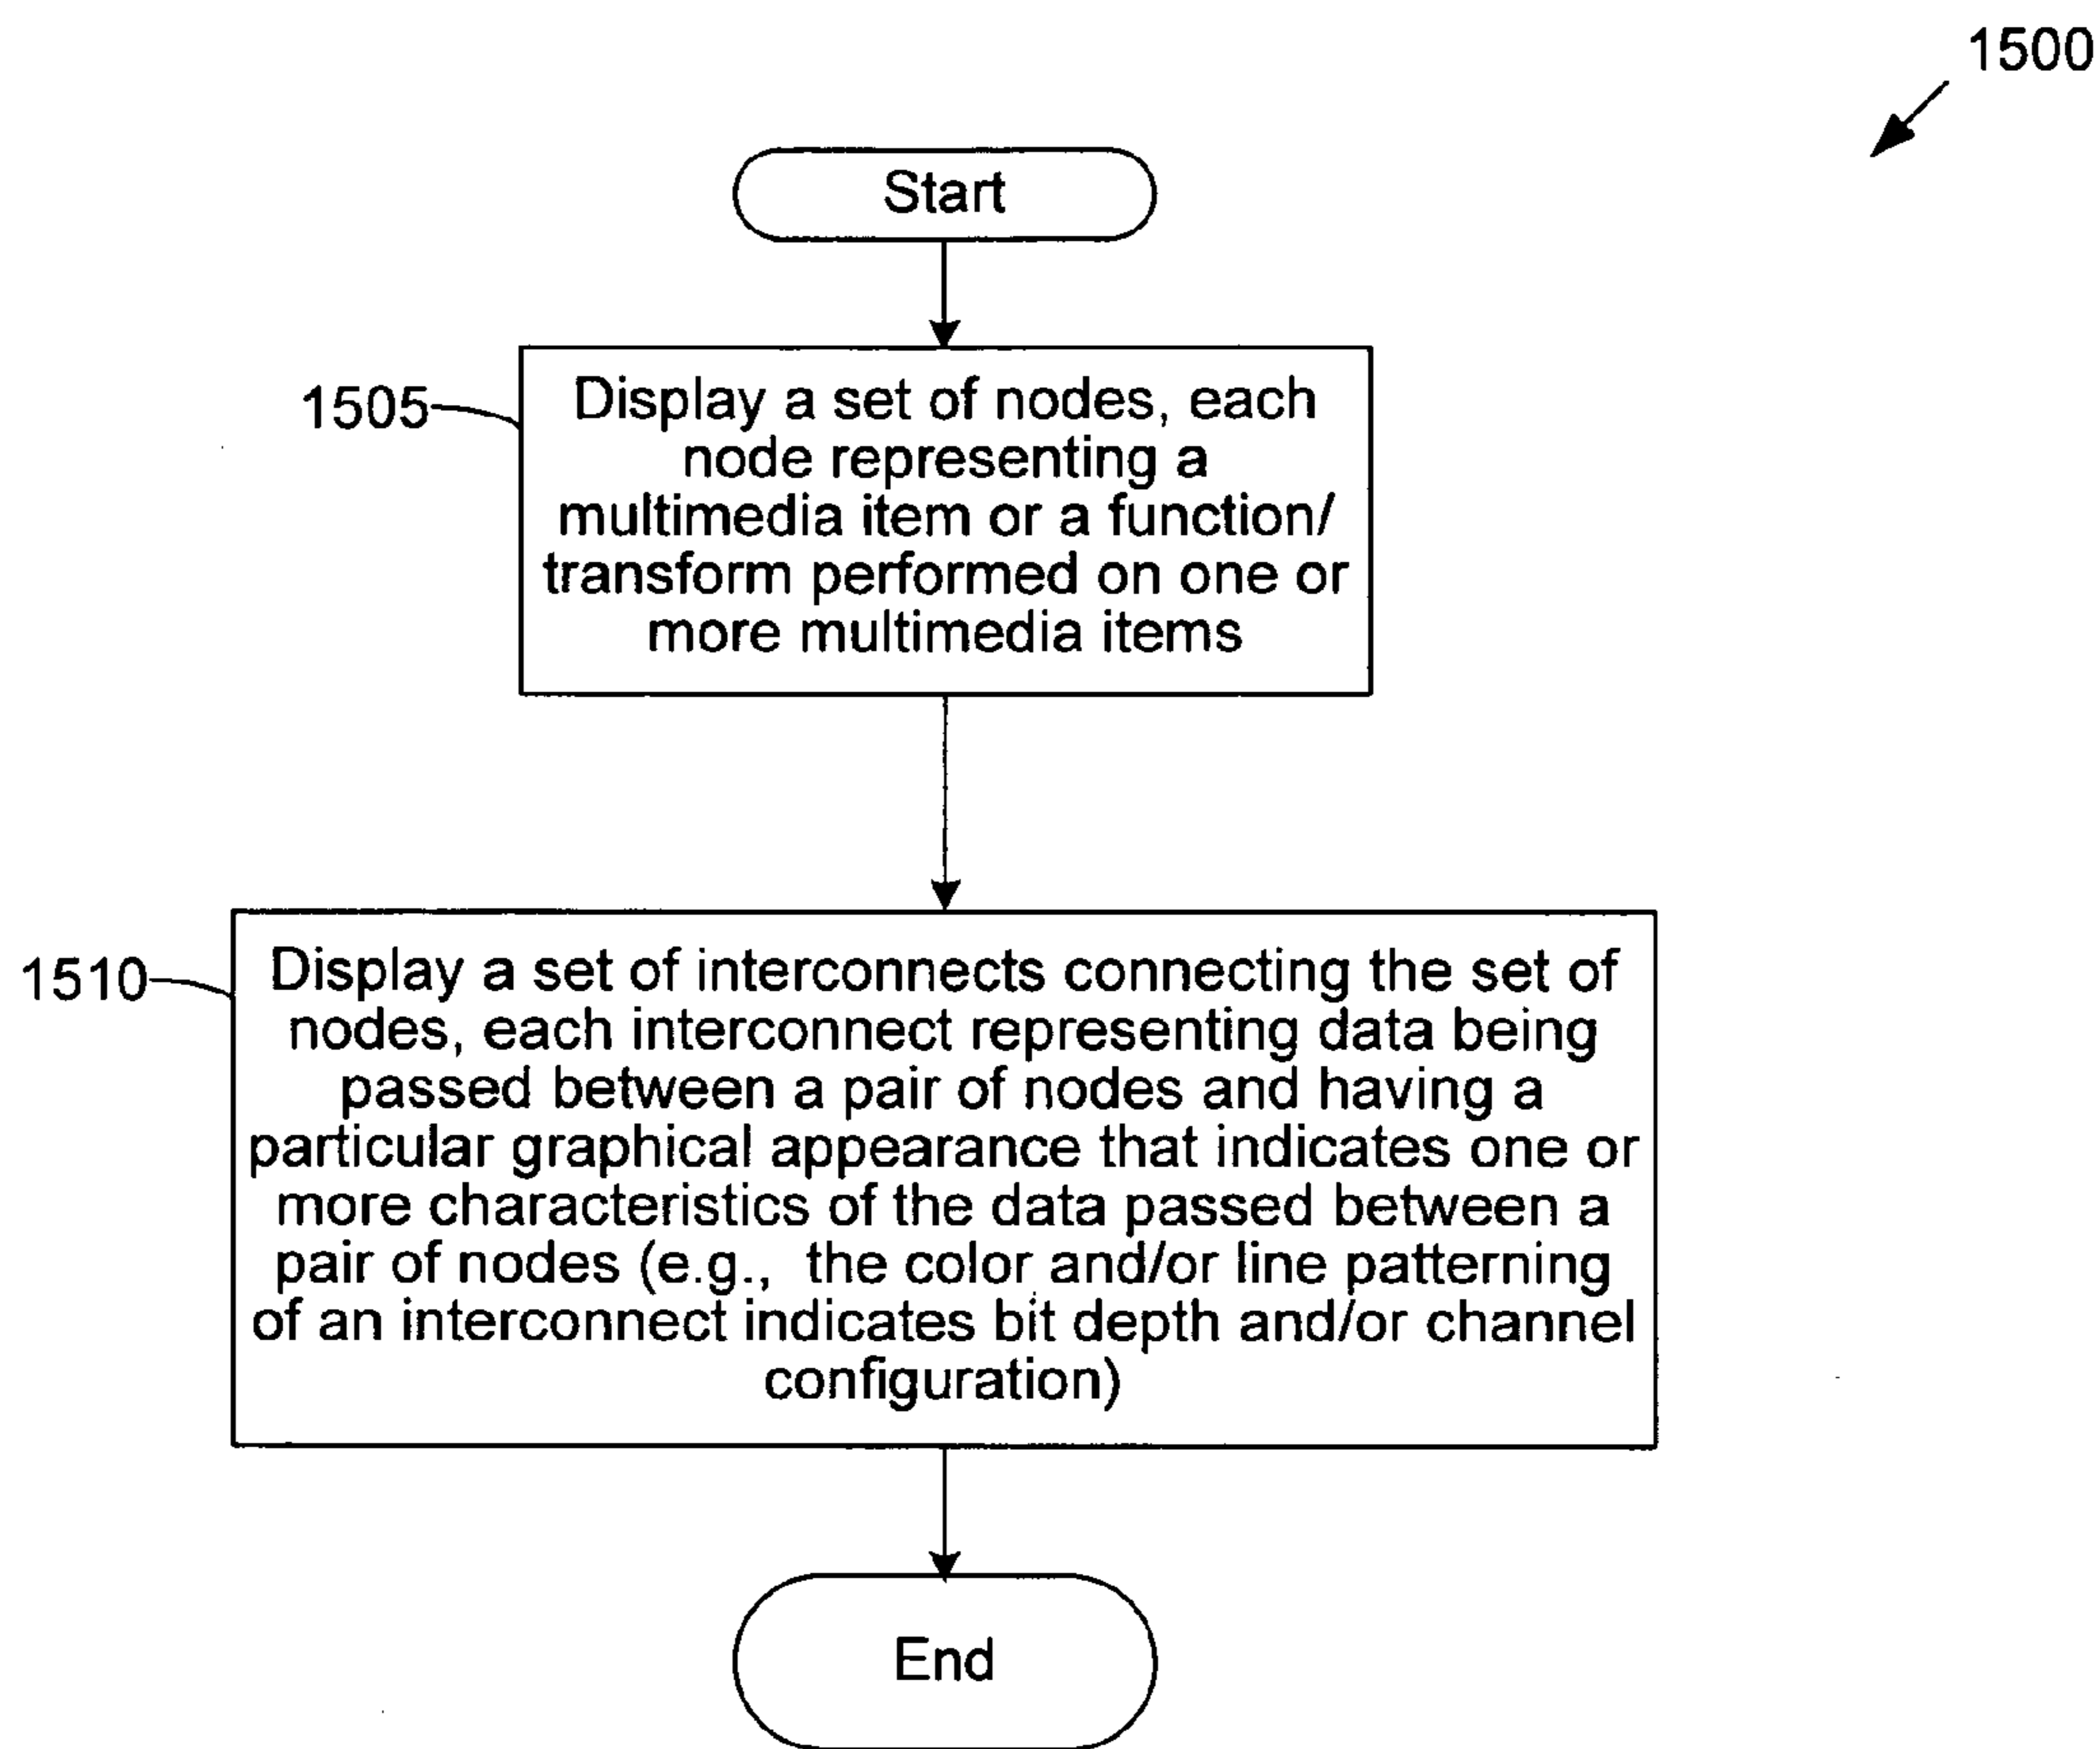 1500
Start
1505
Display a set of nodes, each
node representing a
multimedia item or a function/
transform performed on one or
more multimedia items
1510
Display a set of interconnects connecting the set of
nodes, each interconnect representing data being
passed between a pair of nodes and having a
particular graphical appearance that indicates one or
more characteristics of the data passed between a
pair of nodes (e.g., the color and/or line patterning
of an interconnect indicates bit depth and/or channel
configuration)
End